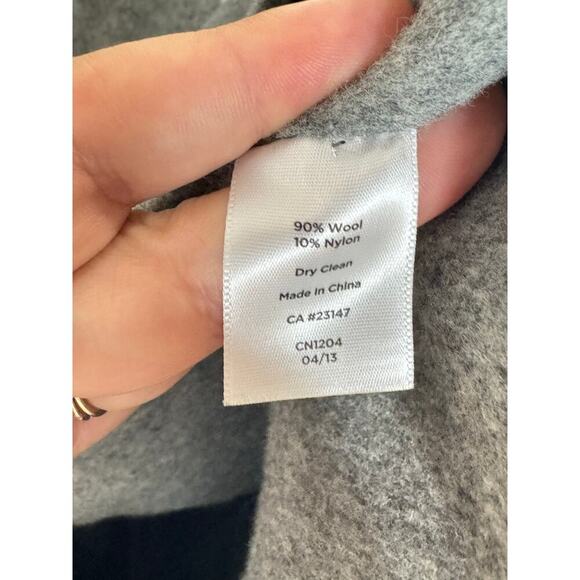 90% Wool
10% Nylon
Dry Clean
Made in China
CA #23147
CN1204
04/13